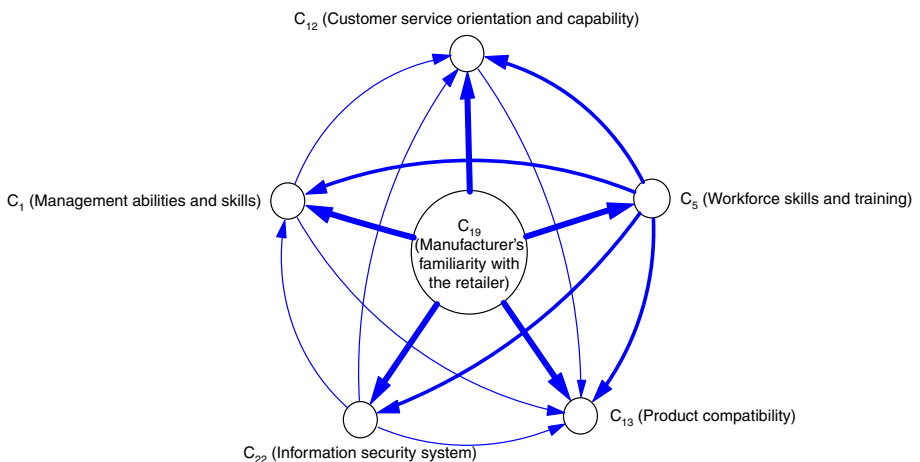 C₁₂ (Customer service orientation and capability)
C₁ (Management abilities and skills)
C₅ (Workforce skills and training)
C₁₉
(Manufacturer's
familiarity with
the retailer)
C₁₃ (Product compatibility)
C₂₂ (Information security system)